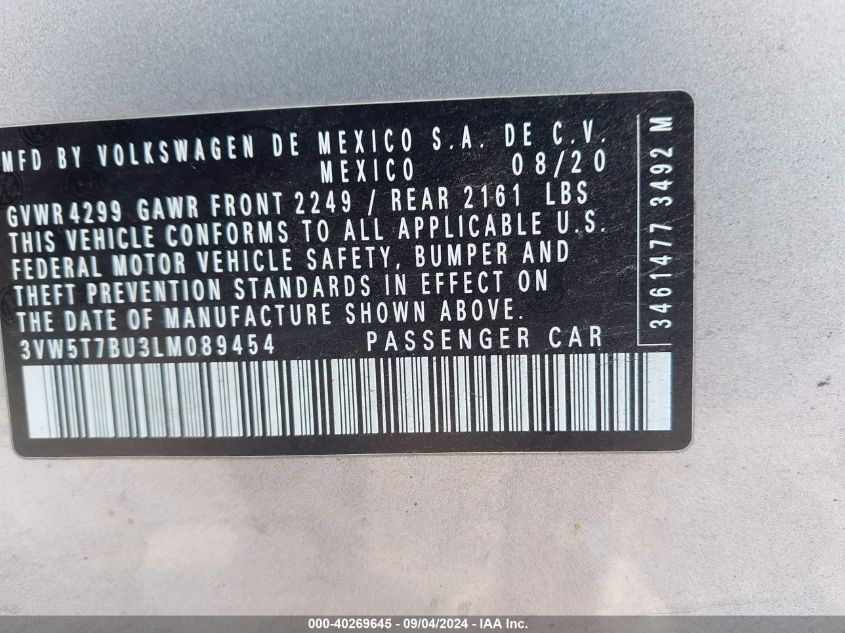 MFD BY VOLKSWAGEN DE MEXICO S.A. DE C.V.
MEXICO 08/20
GVWR 4299 GAWR FRONT 2249 / REAR 2161 LBS
THIS VEHICLE CONFORMS TO ALL APPLICABLE U.S.
FEDERAL MOTOR VEHICLE SAFETY, BUMPER AND
THEFT PREVENTION STANDARDS IN EFFECT ON
THE DATE OF MANUFACTURE SHOWN ABOVE.
3VW5T7BU3LM089454 PASSENGER CAR
3461477 3492 M
000-40269645 - 09/04/2024 - IAA Inc.